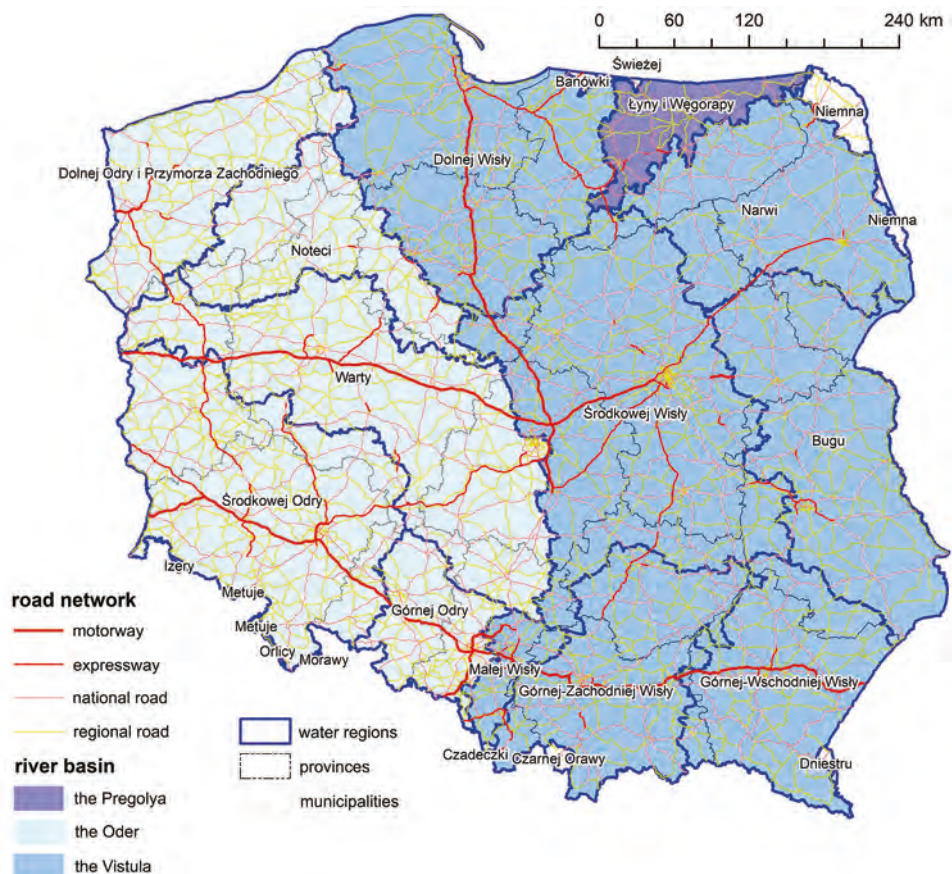 0 60 120 240 km
Świeżej
Banówki
Łyny i Węgorapy
Niemna
Dolnej Wisły
Dolnej Odry i Przymorza Zachodniego
Narwi
Niemna
Noteci
Warty
Środkowej Wisły
Bugu
Środkowej Odry
Izery
Metuje
Górnej Odry
Metuje
Orlicy
Morawy
Małej Wisły
Górnej-Zachodniej Wisły
Górnej-Wschodniej Wisły
Czadeczki
Czarnej Orawy
Dniestru
road network
motorway
expressway
national road
regional road
river basin
the Pregolya
the Oder
the Vistula
water regions
provinces
municipalities